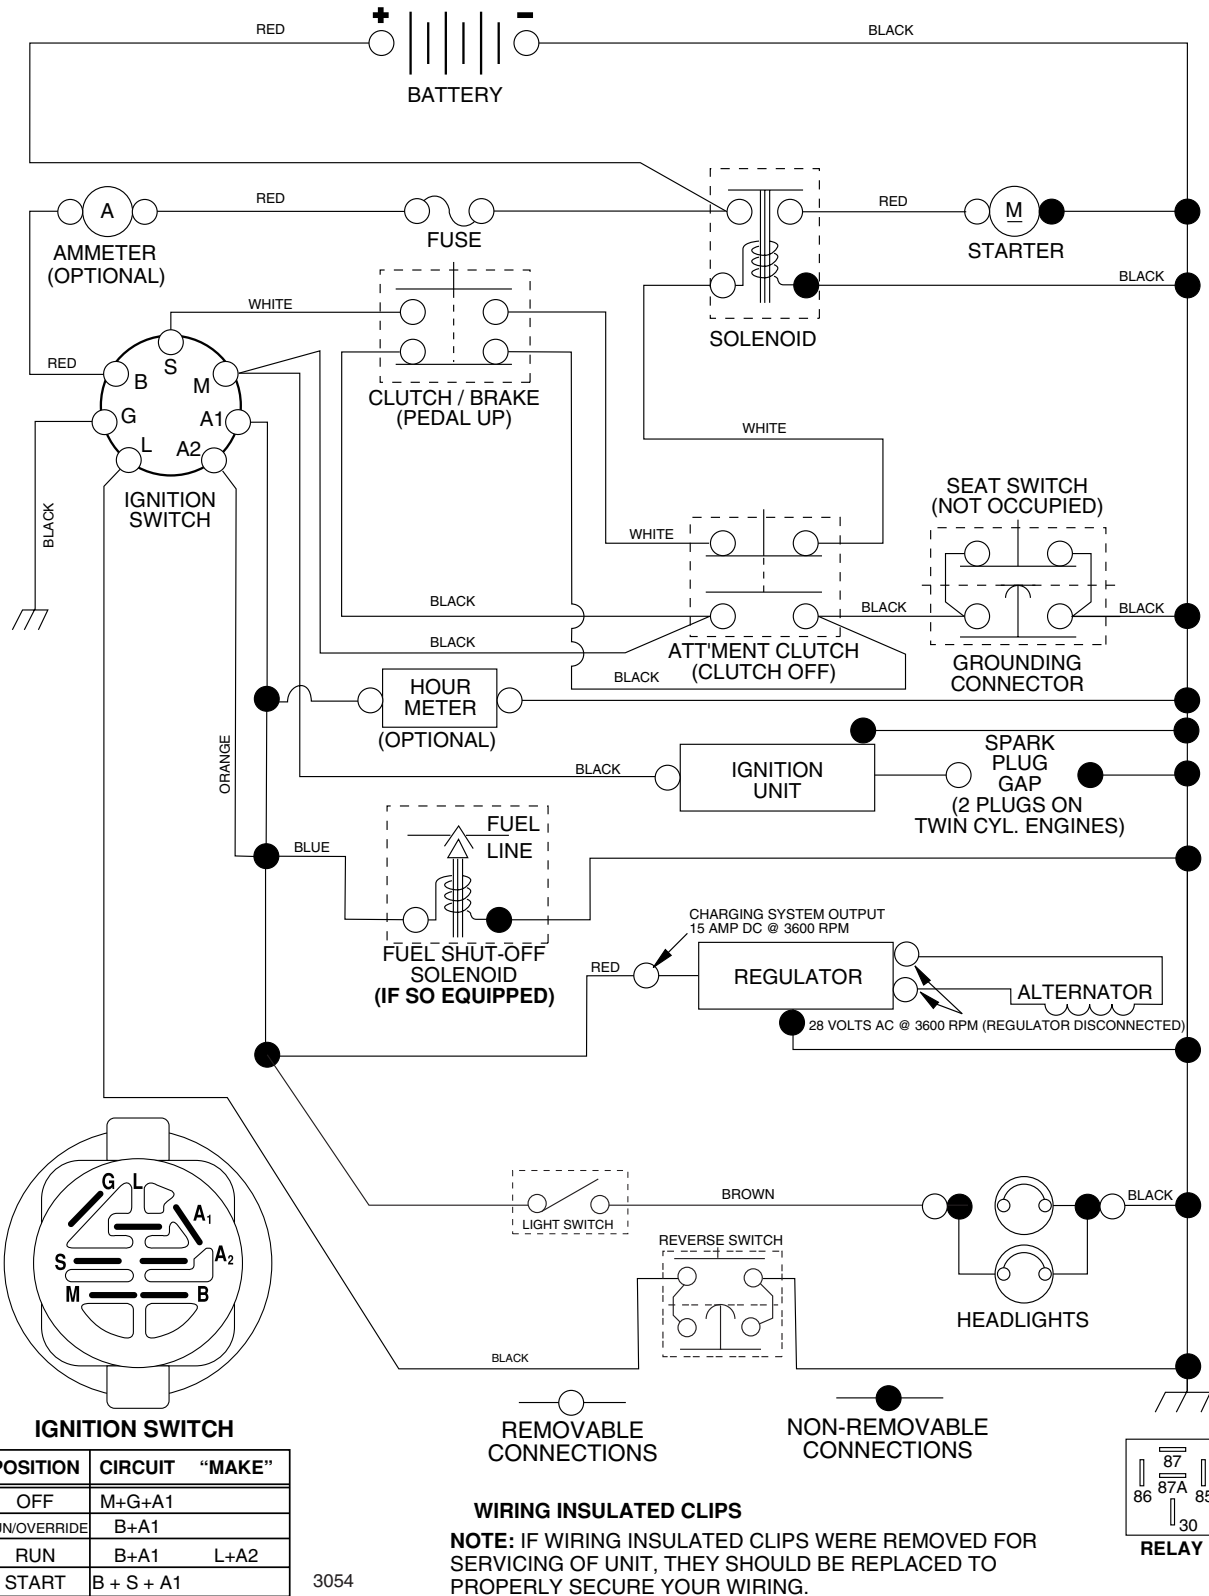 + –
RED
BLACK
BATTERY
A
RED
FUSE
RED
M
STARTER
AMMETER
(OPTIONAL)
BLACK
SOLENOID
WHITE
RED
S
B
M
G
A1
L
A2
IGNITION
SWITCH
CLUTCH / BRAKE
(PEDAL UP)
WHITE
BLACK
SEAT SWITCH
(NOT OCCUPIED)
WHITE
BLACK
BLACK
BLACK
BLACK
ATT'MENT CLUTCH
(CLUTCH OFF)
BLACK
GROUNDING
CONNECTOR
HOUR
METER
(OPTIONAL)
ORANGE
BLACK
IGNITION
UNIT
SPARK
PLUG
GAP
(2 PLUGS ON
TWIN CYL. ENGINES)
BLUE
FUEL
LINE
FUEL SHUT-OFF
SOLENOID
(IF SO EQUIPPED)
CHARGING SYSTEM OUTPUT
15 AMP DC @ 3600 RPM
RED
REGULATOR
ALTERNATOR
28 VOLTS AC @ 3600 RPM (REGULATOR DISCONNECTED)
LIGHT SWITCH
BROWN
BLACK
REVERSE SWITCH
HEADLIGHTS
BLACK
G L
A1
S
A2
M
B
IGNITION SWITCH
REMOVABLE
CONNECTIONS
NON-REMOVABLE
CONNECTIONS
POSITION CIRCUIT “MAKE”
OFF M+G+A1
UN/OVERRIDE B+A1
RUN B+A1 L+A2
START B + S + A1
3054
WIRING INSULATED CLIPS
NOTE: IF WIRING INSULATED CLIPS WERE REMOVED FOR
SERVICING OF UNIT, THEY SHOULD BE REPLACED TO
PROPERLY SECURE YOUR WIRING.
87
86 87A 85
30
RELAY